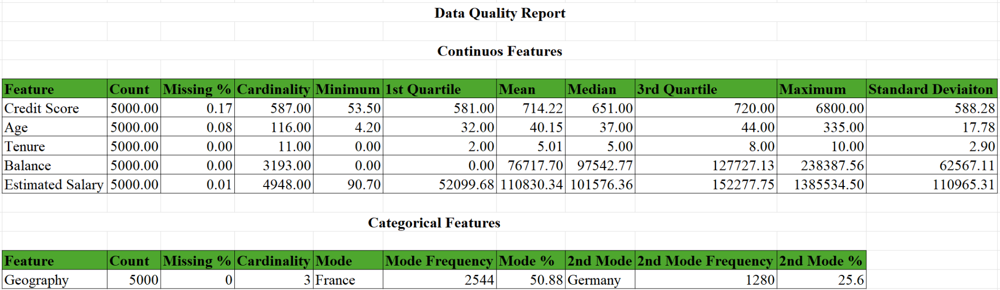 Data Quality Report
Continuos Features
Feature Count Missing % Cardinality Minimum 1st Quartile Mean Median 3rd Quartile Maximum Standard Deviaiton
Credit Score 5000.00 0.17 587.00 53.50 581.00 714.22 651.00 720.00 6800.00 588.28
Age 5000.00 0.08 116.00 4.20 32.00 40.15 37.00 44.00 335.00 17.78
Tenure 5000.00 0.00 11.00 0.00 2.00 5.01 5.00 8.00 10.00 2.90
Balance 5000.00 0.00 3193.00 0.00 0.00 76717.70 97542.77 127727.13 238387.56 62567.11
Estimated Salary 5000.00 0.01 4948.00 90.70 52099.68 110830.34 101576.36 152277.75 1385534.50 110965.31
Categorical Features
Feature Count Missing % Cardinality Mode Mode Frequency Mode % 2nd Mode 2nd Mode Frequency 2nd Mode %
Geography 5000 0 3 France 2544 50.88 Germany 1280 25.6